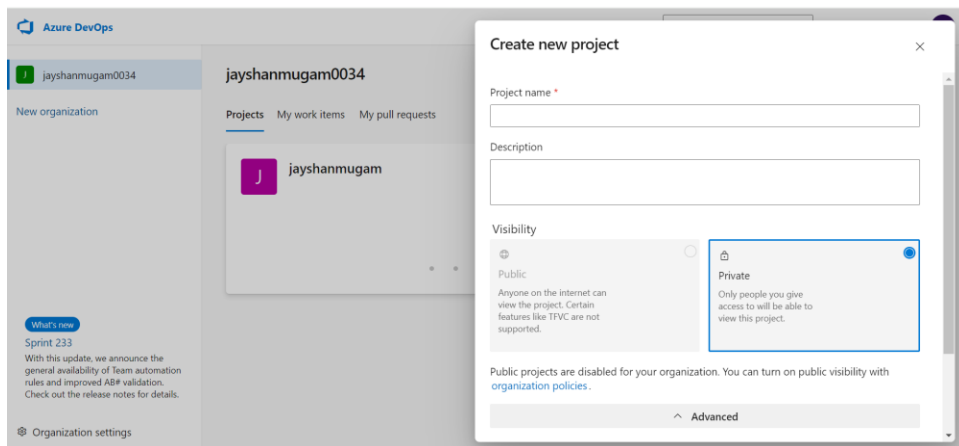 Azure DevOps
J jayshanmugam0034
New organization
What's new
Sprint 233
With this update, we announce the
general availability of Team automation
rules and improved AB# validation.
Check out the release notes for details.
Organization settings
jayshanmugam0034
Projects My work items My pull requests
J jayshanmugam
Create new project
Project name *
Description
Visibility
Public
Anyone on the internet can
view the project. Certain
features like TFVC are not
supported.
Private
Only people you give
access to will be able to
view this project.
Public projects are disabled for your organization. You can turn on public visibility with
organization policies.
Advanced